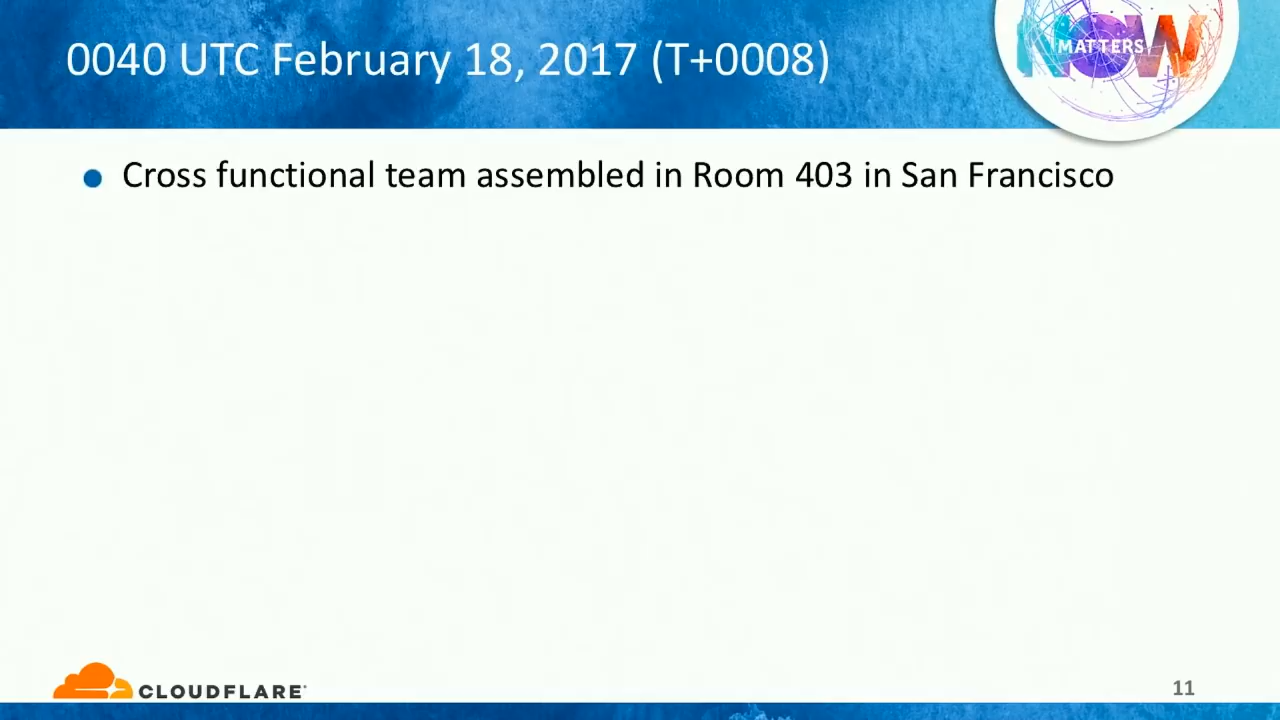 0040 UTC February 18, 2017 (T+0008)
NOW
MATTERS
Cross functional team assembled in Room 403 in San Francisco
CLOUDFLARE
11